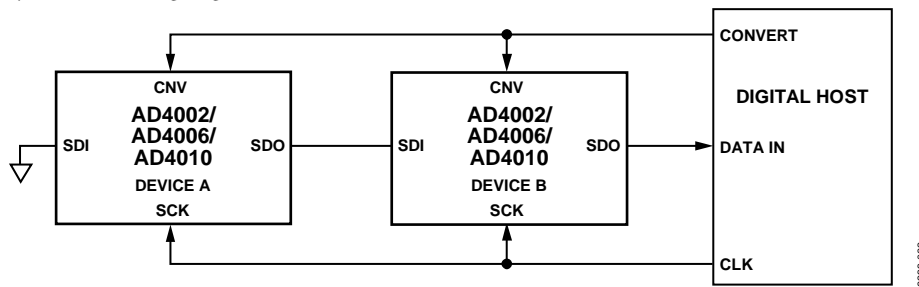 CONVERT
CNV
AD4002/
AD4006/
AD4010
SDI
SDO
DEVICE A
SCK
CNV
AD4002/
AD4006/
AD4010
SDI
SDO
DEVICE B
SCK
DIGITAL HOST
DATA IN
CLK